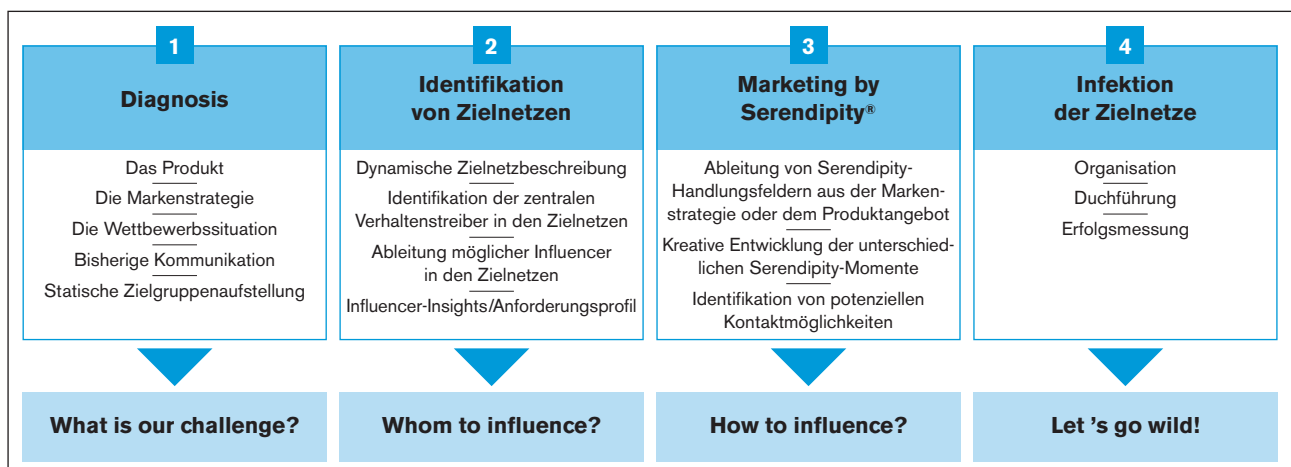 1
Diagnosis
Das Produkt
Die Markenstrategie
Die Wettbewerbssituation
Bisherige Kommunikation
Statische Zielgruppenaufstellung
What is our challenge?
2
Identifikation
von Zielnetzen
Dynamische Zielnetzbeschreibung
Identifikation der zentralen
Verhaltenstreiber in den Zielnetzen
Ableitung möglicher Influencer
in den Zielnetzen
Influencer-Insights/Anforderungsprofil
Whom to influence?
3
Marketing by
Serendipity®
Ableitung von Serendipity-
Handlungsfeldern aus der Marken-
strategie oder dem Produktangebot
Kreative Entwicklung der unterschied-
lichen Serendipity-Momente
Identifikation von potenziellen
Kontaktmöglichkeiten
How to influence?
4
Infektion
der Zielnetze
Organisation
Duchführung
Erfolgsmessung
Let 's go wild!